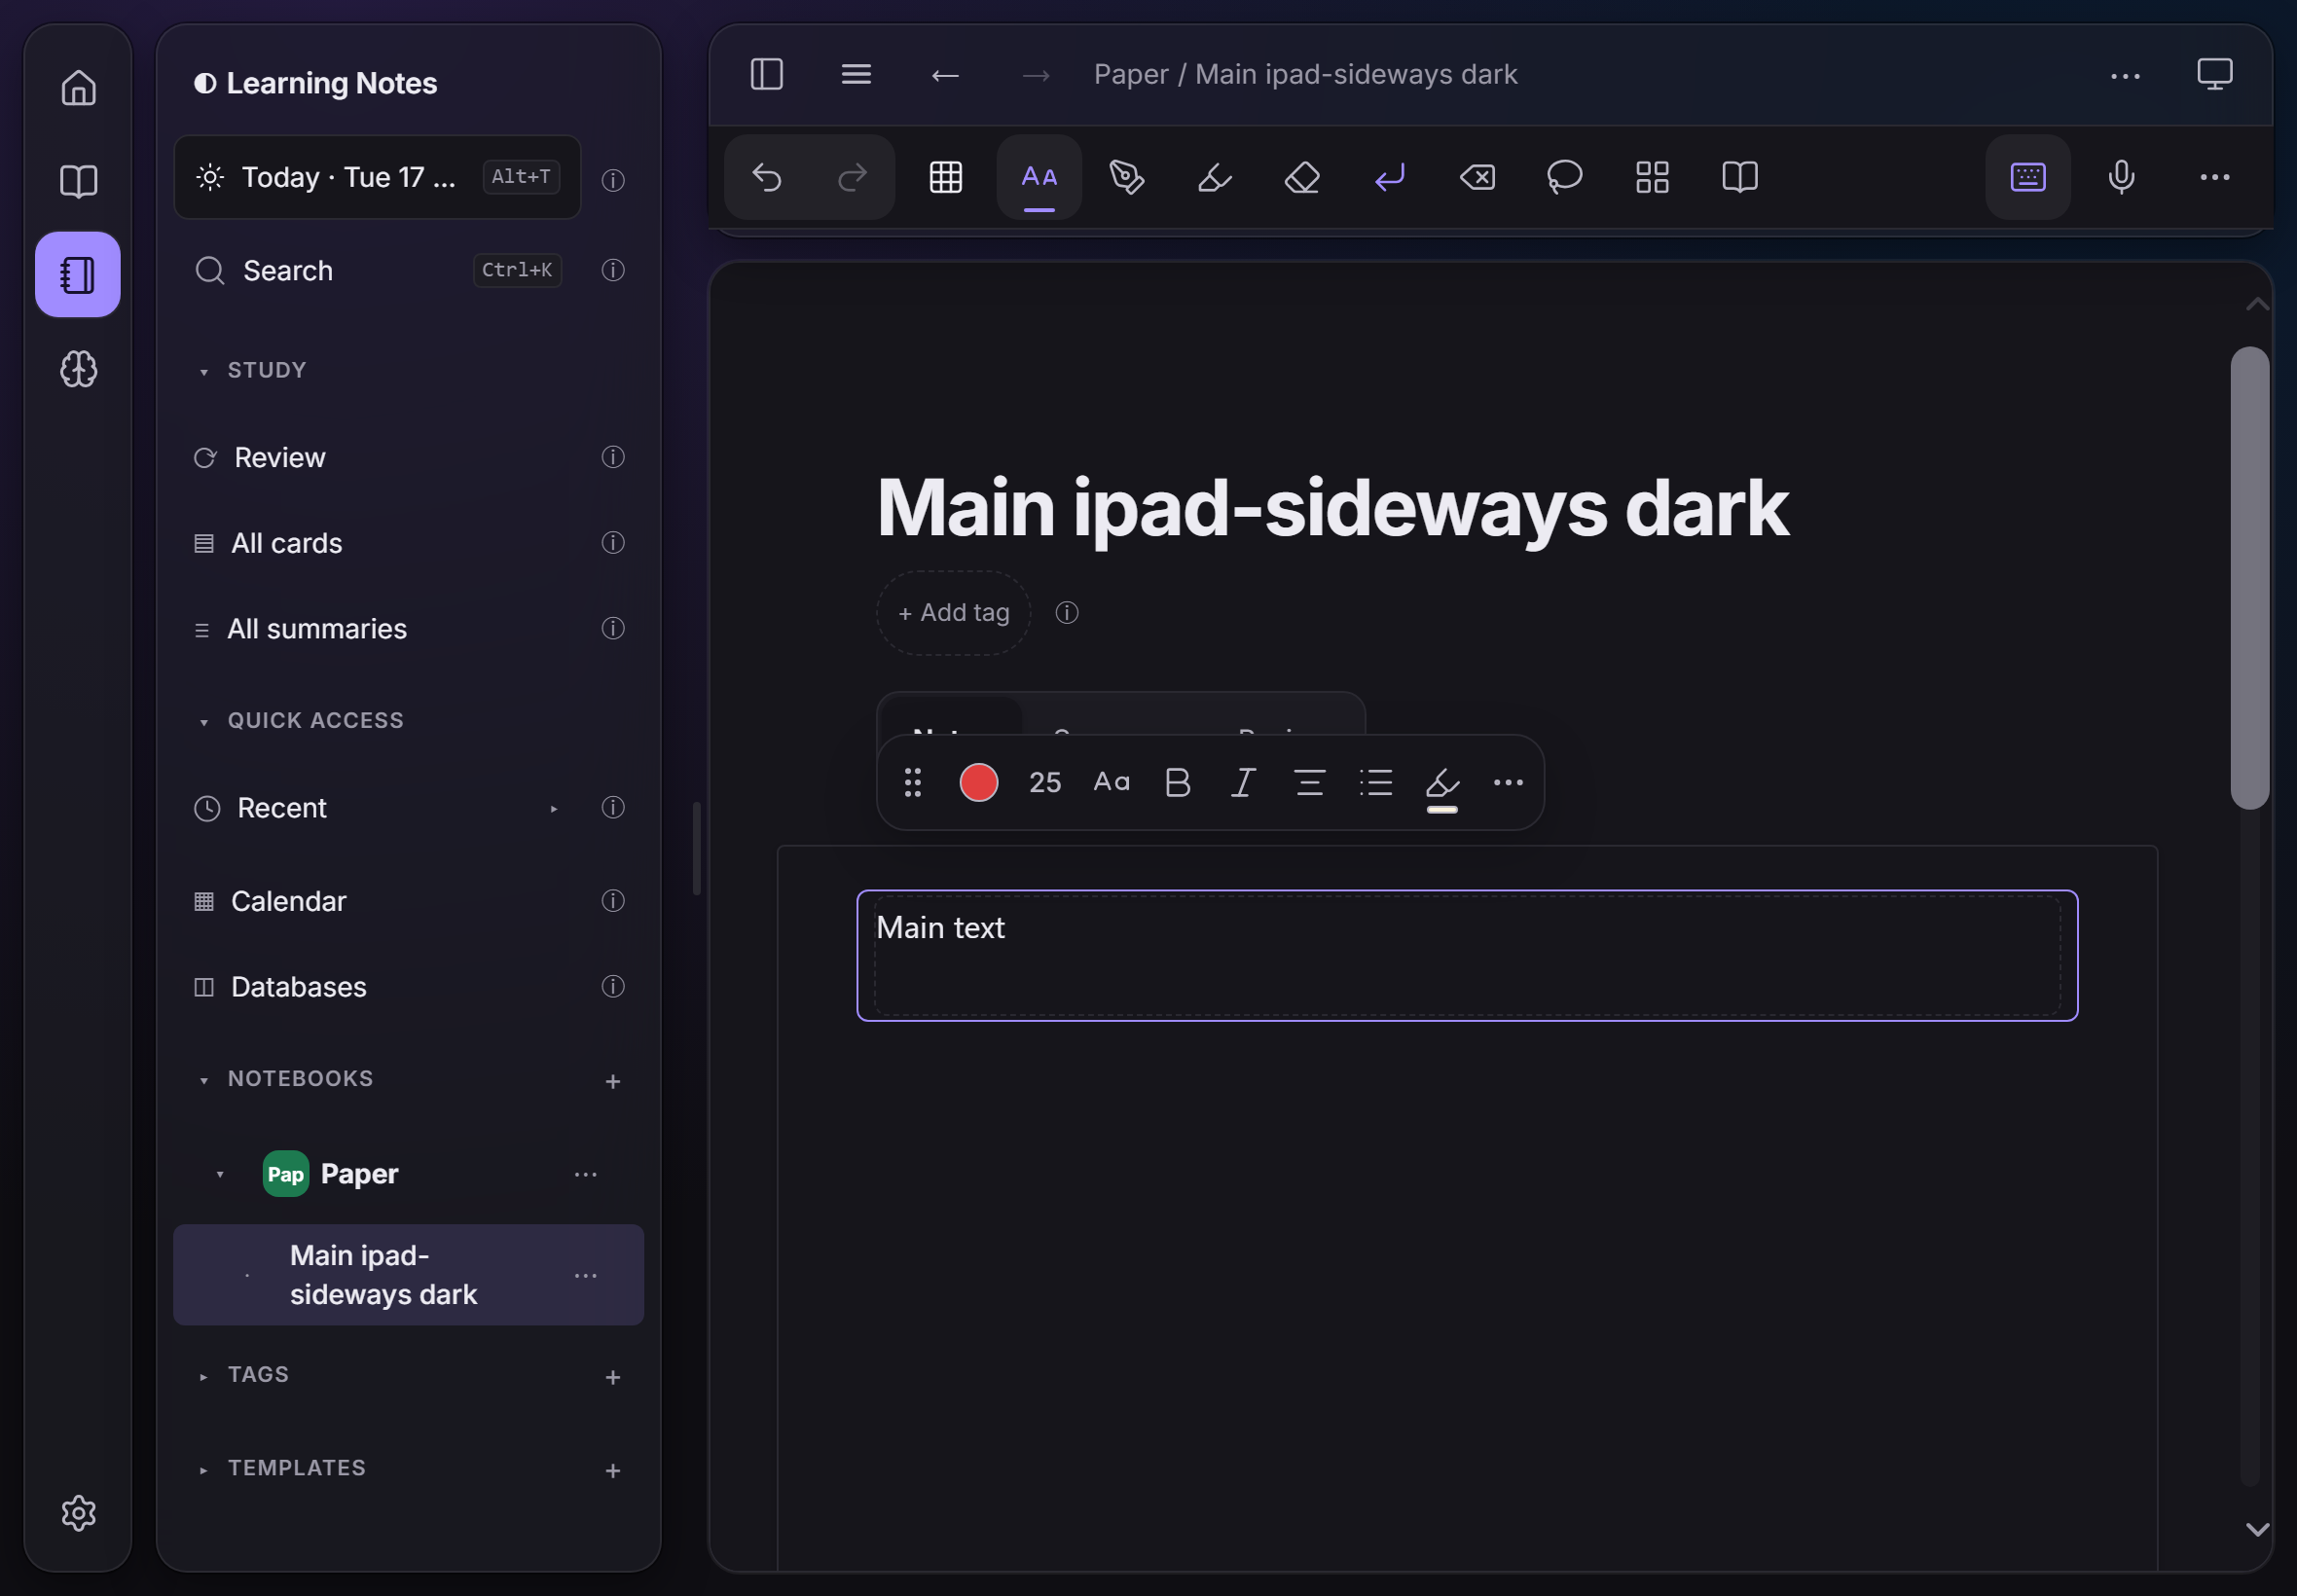 Learning Notes
Today · Tue 17 ...
Alt+T
Search
Ctrl+K
STUDY
Review
All cards
All summaries
QUICK ACCESS
Recent
Calendar
Databases
NOTEBOOKS
Pap Paper
Main ipad-
sideways dark
TAGS
TEMPLATES
Paper / Main ipad-sideways dark
AA
Main ipad-sideways dark
+ Add tag
25 Aa B I
Main text